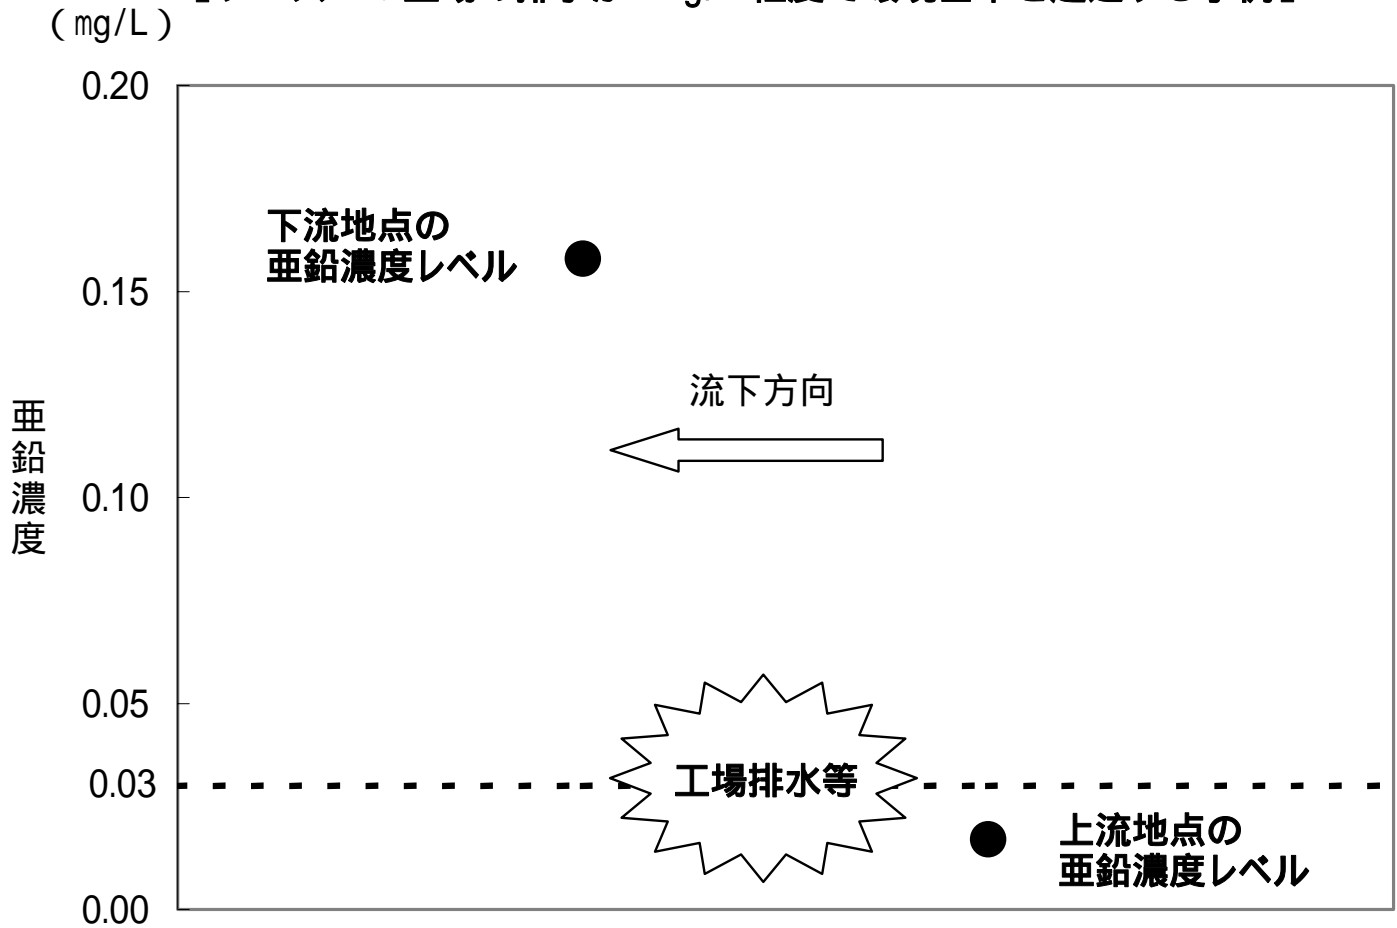 (mg/L)
0.20
下流地点の
亜鉛濃度レベル
0.15
流下方向
亜鉛濃度
0.10
0.05
0.03
工場排水等
上流地点の
亜鉛濃度レベル
0.00